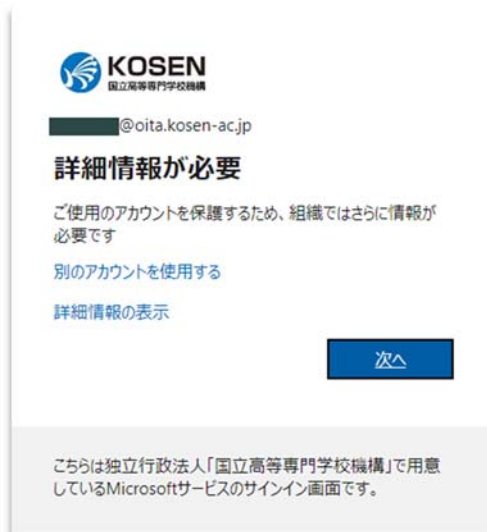 KOSEN
国立高等専門学校機構
@oita.kosen-ac.jp
詳細情報が必要
ご使用のアカウントを保護するため、組織ではさらに情報が
必要です
別のアカウントを使用する
詳細情報の表示
次へ
こちらは独立行政法人「国立高等専門学校機構」で用意
しているMicrosoftサービスのサインイン画面です。